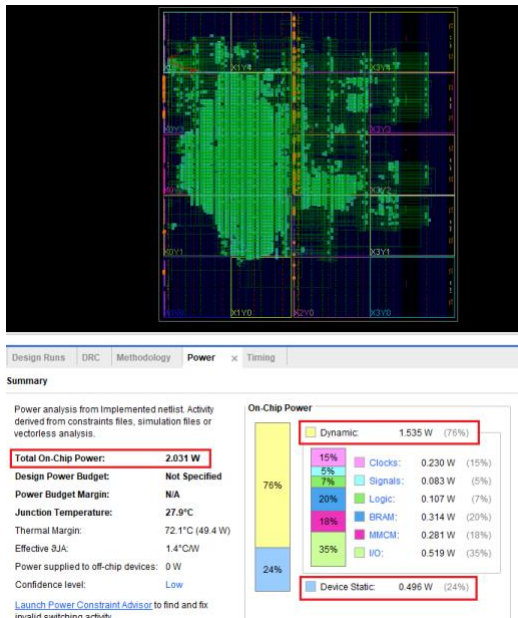 X1Y4
X3Y4
X0Y3
X3Y3
X3Y2
X0Y1
X3Y1
X1Y0
X2Y0
X3Y0
Design Runs DRC Methodology Power × Timing
Summary
Power analysis from Implemented netlist. Activity
derived from constraints files, simulation files or
vectorless analysis.
Total On-Chip Power: 2.031 W
Design Power Budget: Not Specified
Power Budget Margin: N/A
Junction Temperature: 27.9°C
Thermal Margin: 72.1°C (49.4 W)
Effective ϑJA: 1.4°C/W
Power supplied to off-chip devices: 0 W
Confidence level: Low
Launch Power Constraint Advisor to find and fix
invalid switching activity
On-Chip Power
76%
24%
Dynamic: 1.535 W (76%)
15% Clocks: 0.230 W (15%)
5% Signals: 0.083 W (5%)
7% Logic: 0.107 W (7%)
20% BRAM: 0.314 W (20%)
18% MMCM: 0.281 W (18%)
35% I/O: 0.519 W (35%)
Device Static: 0.496 W (24%)